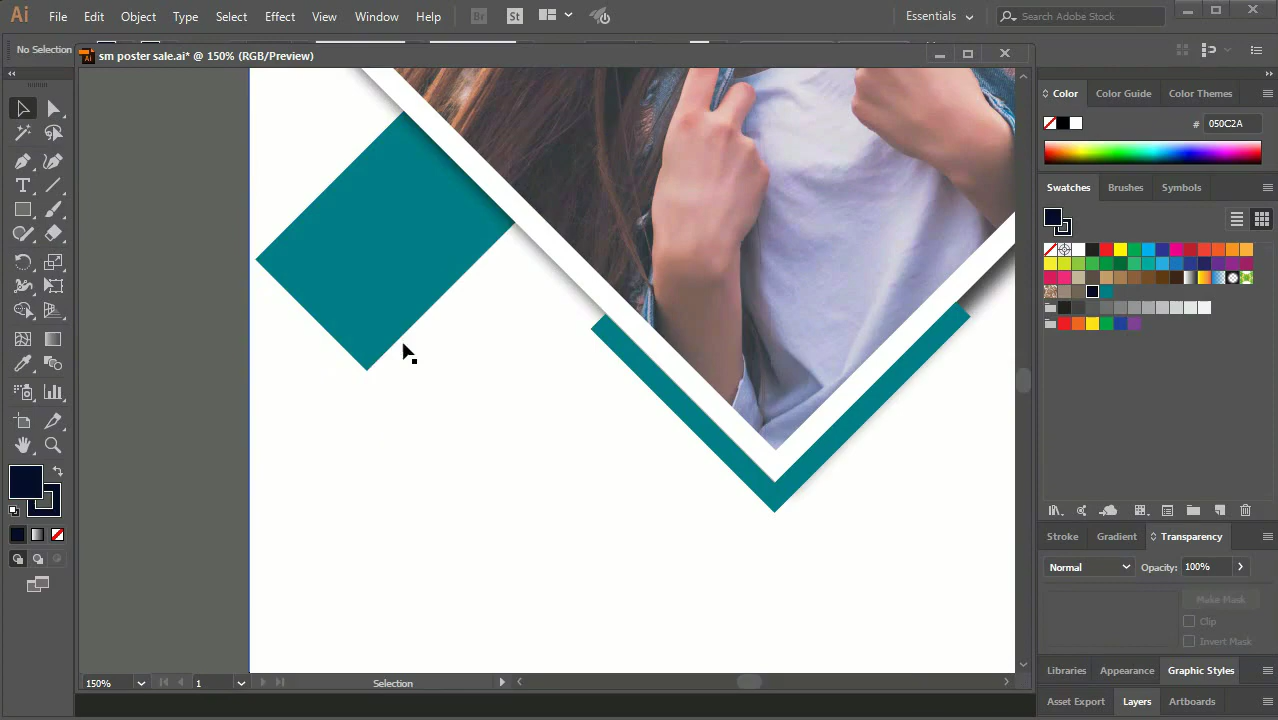 Ai File Edit Object Type Select Effect View Window Help Br St Essentials Search Adobe Stock
No Selection
sm poster sale.ai* @ 150% (RGB/Preview)
Color Color Guide Color Themes
# 050C2A
Swatches Brushes Symbols
Stroke Gradient Transparency
Normal Opacity: 100%
Make Mask
Clip
Invert Mask
Libraries Appearance Graphic Styles
150% 1 Selection
Asset Export Layers Artboards